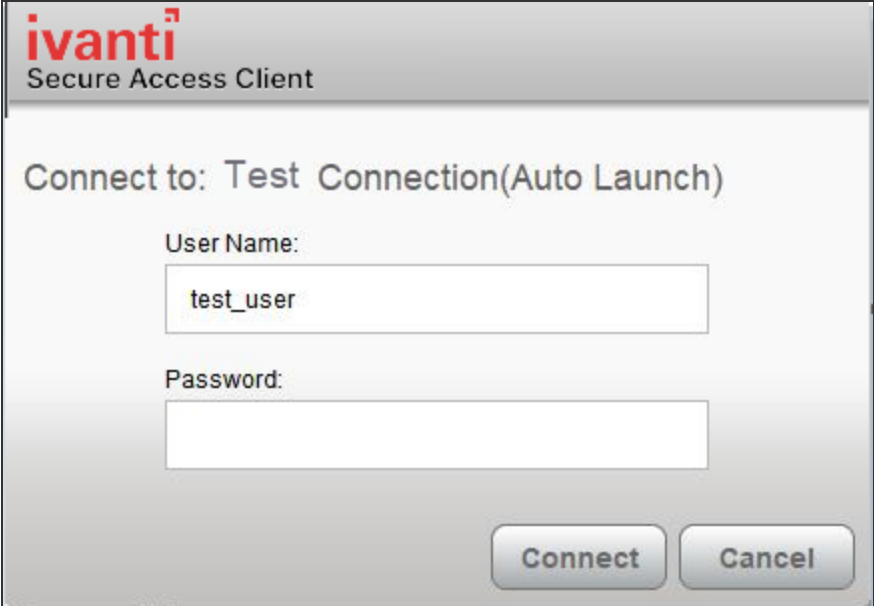 ivanti
Secure Access Client
Connect to: Test Connection(Auto Launch)
User Name:
test_user
Password:
Connect Cancel